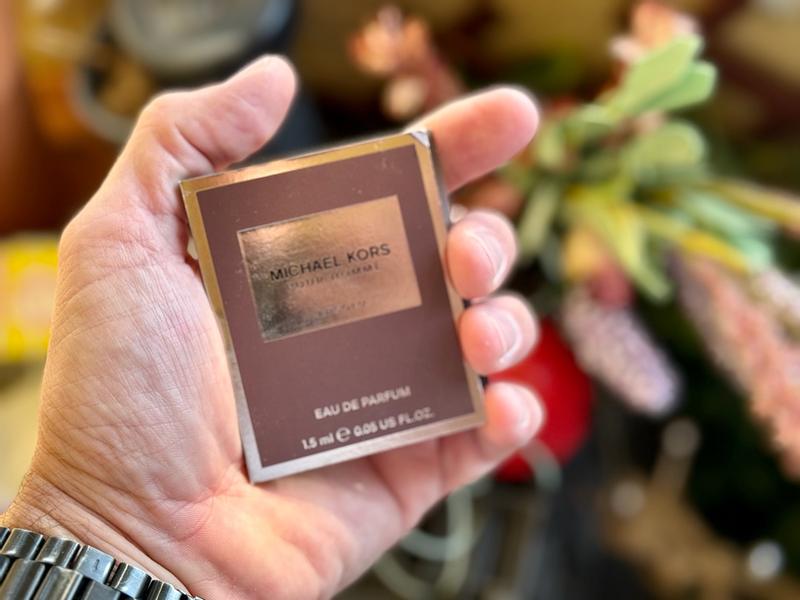 MICHAEL KORS
EAU DE PARFUM
1.5 ml ℮ 0.05 US FL.OZ.